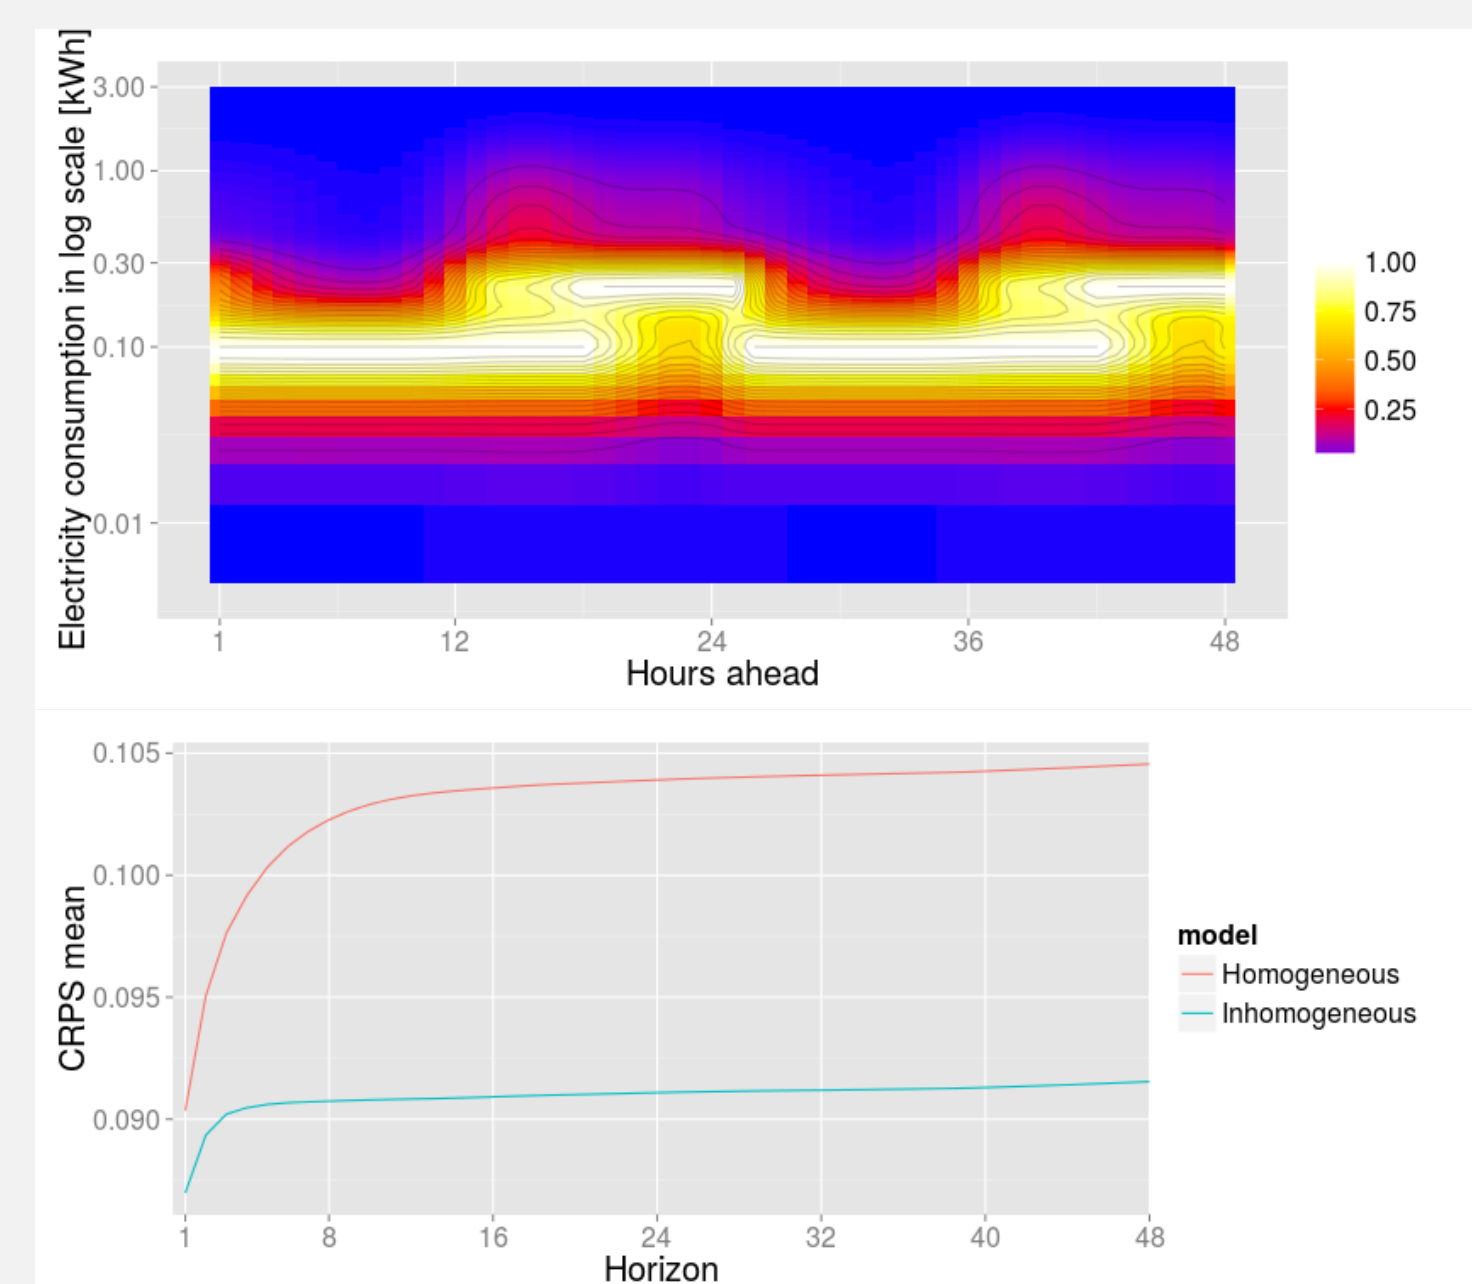 Electricity consumption in log scale [kWh]
3.00
1.00
0.30
0.10
0.01
1 12 24 36 48
Hours ahead
1.00
0.75
0.50
0.25
CRPS mean
0.105
0.100
0.095
0.090
1 8 16 24 32 40 48
Horizon
model
Homogeneous
Inhomogeneous